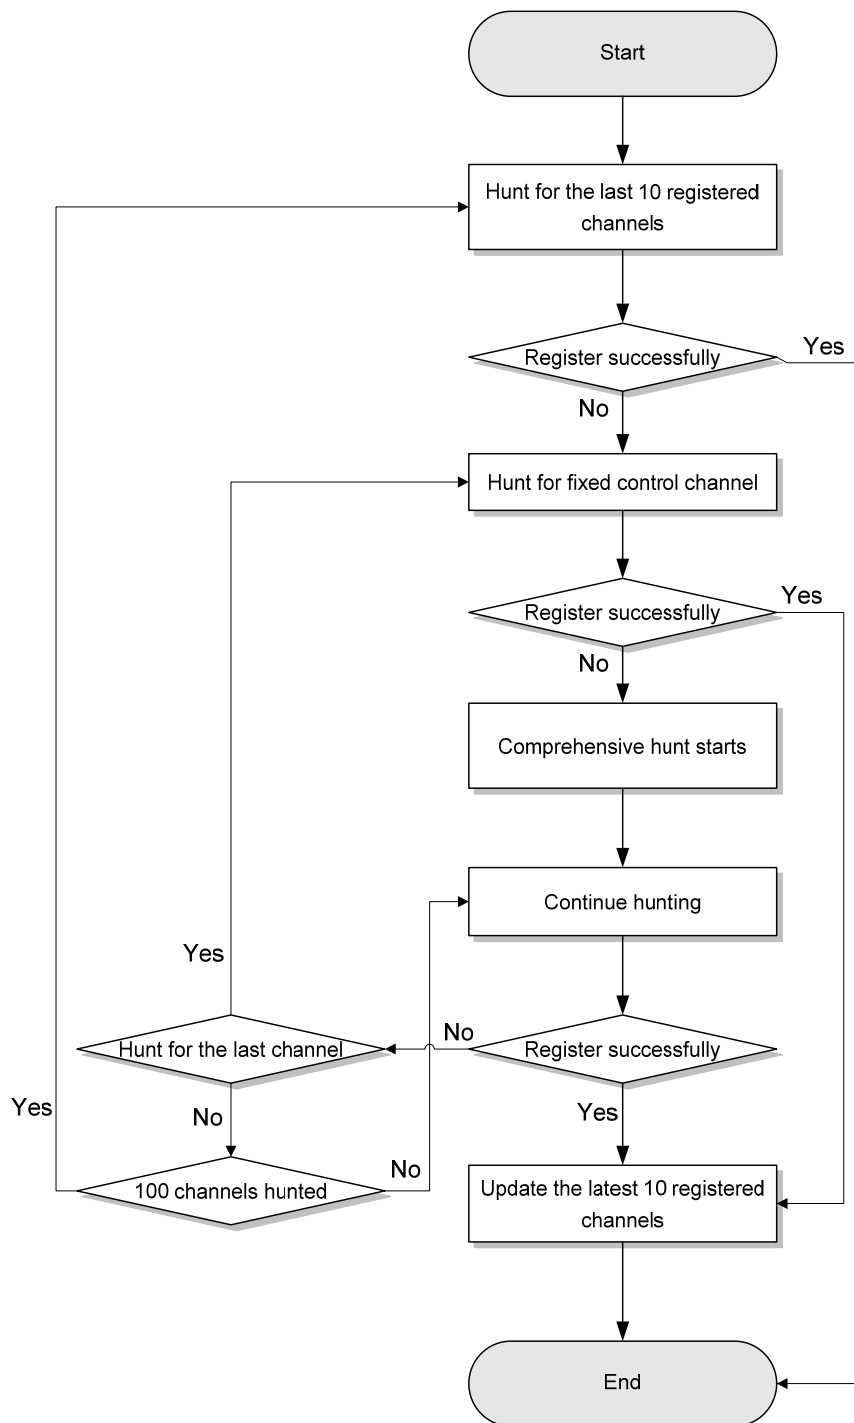 Start
Hunt for the last 10 registered
channels
Register successfully
Yes
No
Hunt for fixed control channel
Register successfully
Yes
No
Comprehensive hunt starts
Continue hunting
Yes
Hunt for the last channel
No
Register successfully
Yes
No
Yes
100 channels hunted
No
Update the latest 10 registered
channels
End